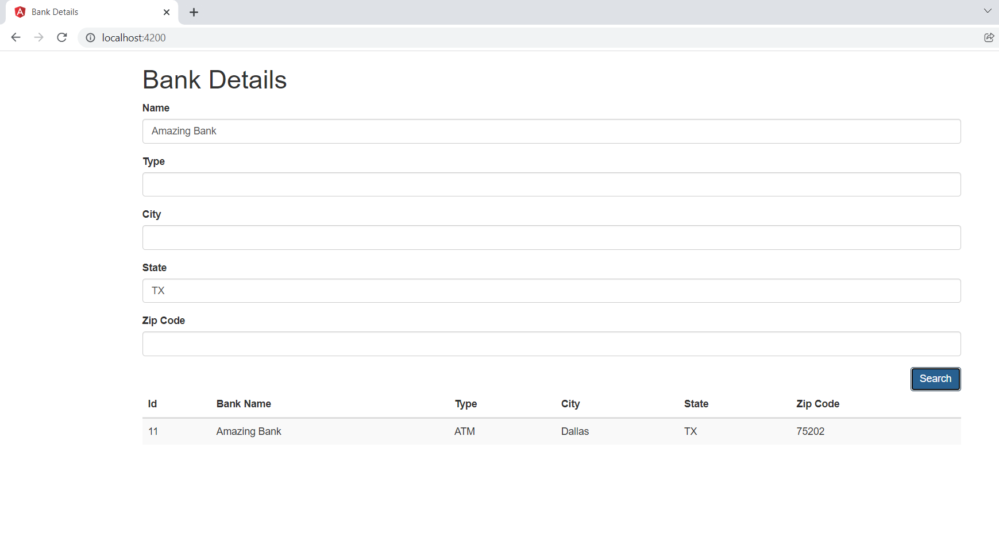 Bank Details
localhost:4200
Bank Details
Name
Amazing Bank
Type
City
State
TX
Zip Code
Search
Id Bank Name Type City State Zip Code
11 Amazing Bank ATM Dallas TX 75202